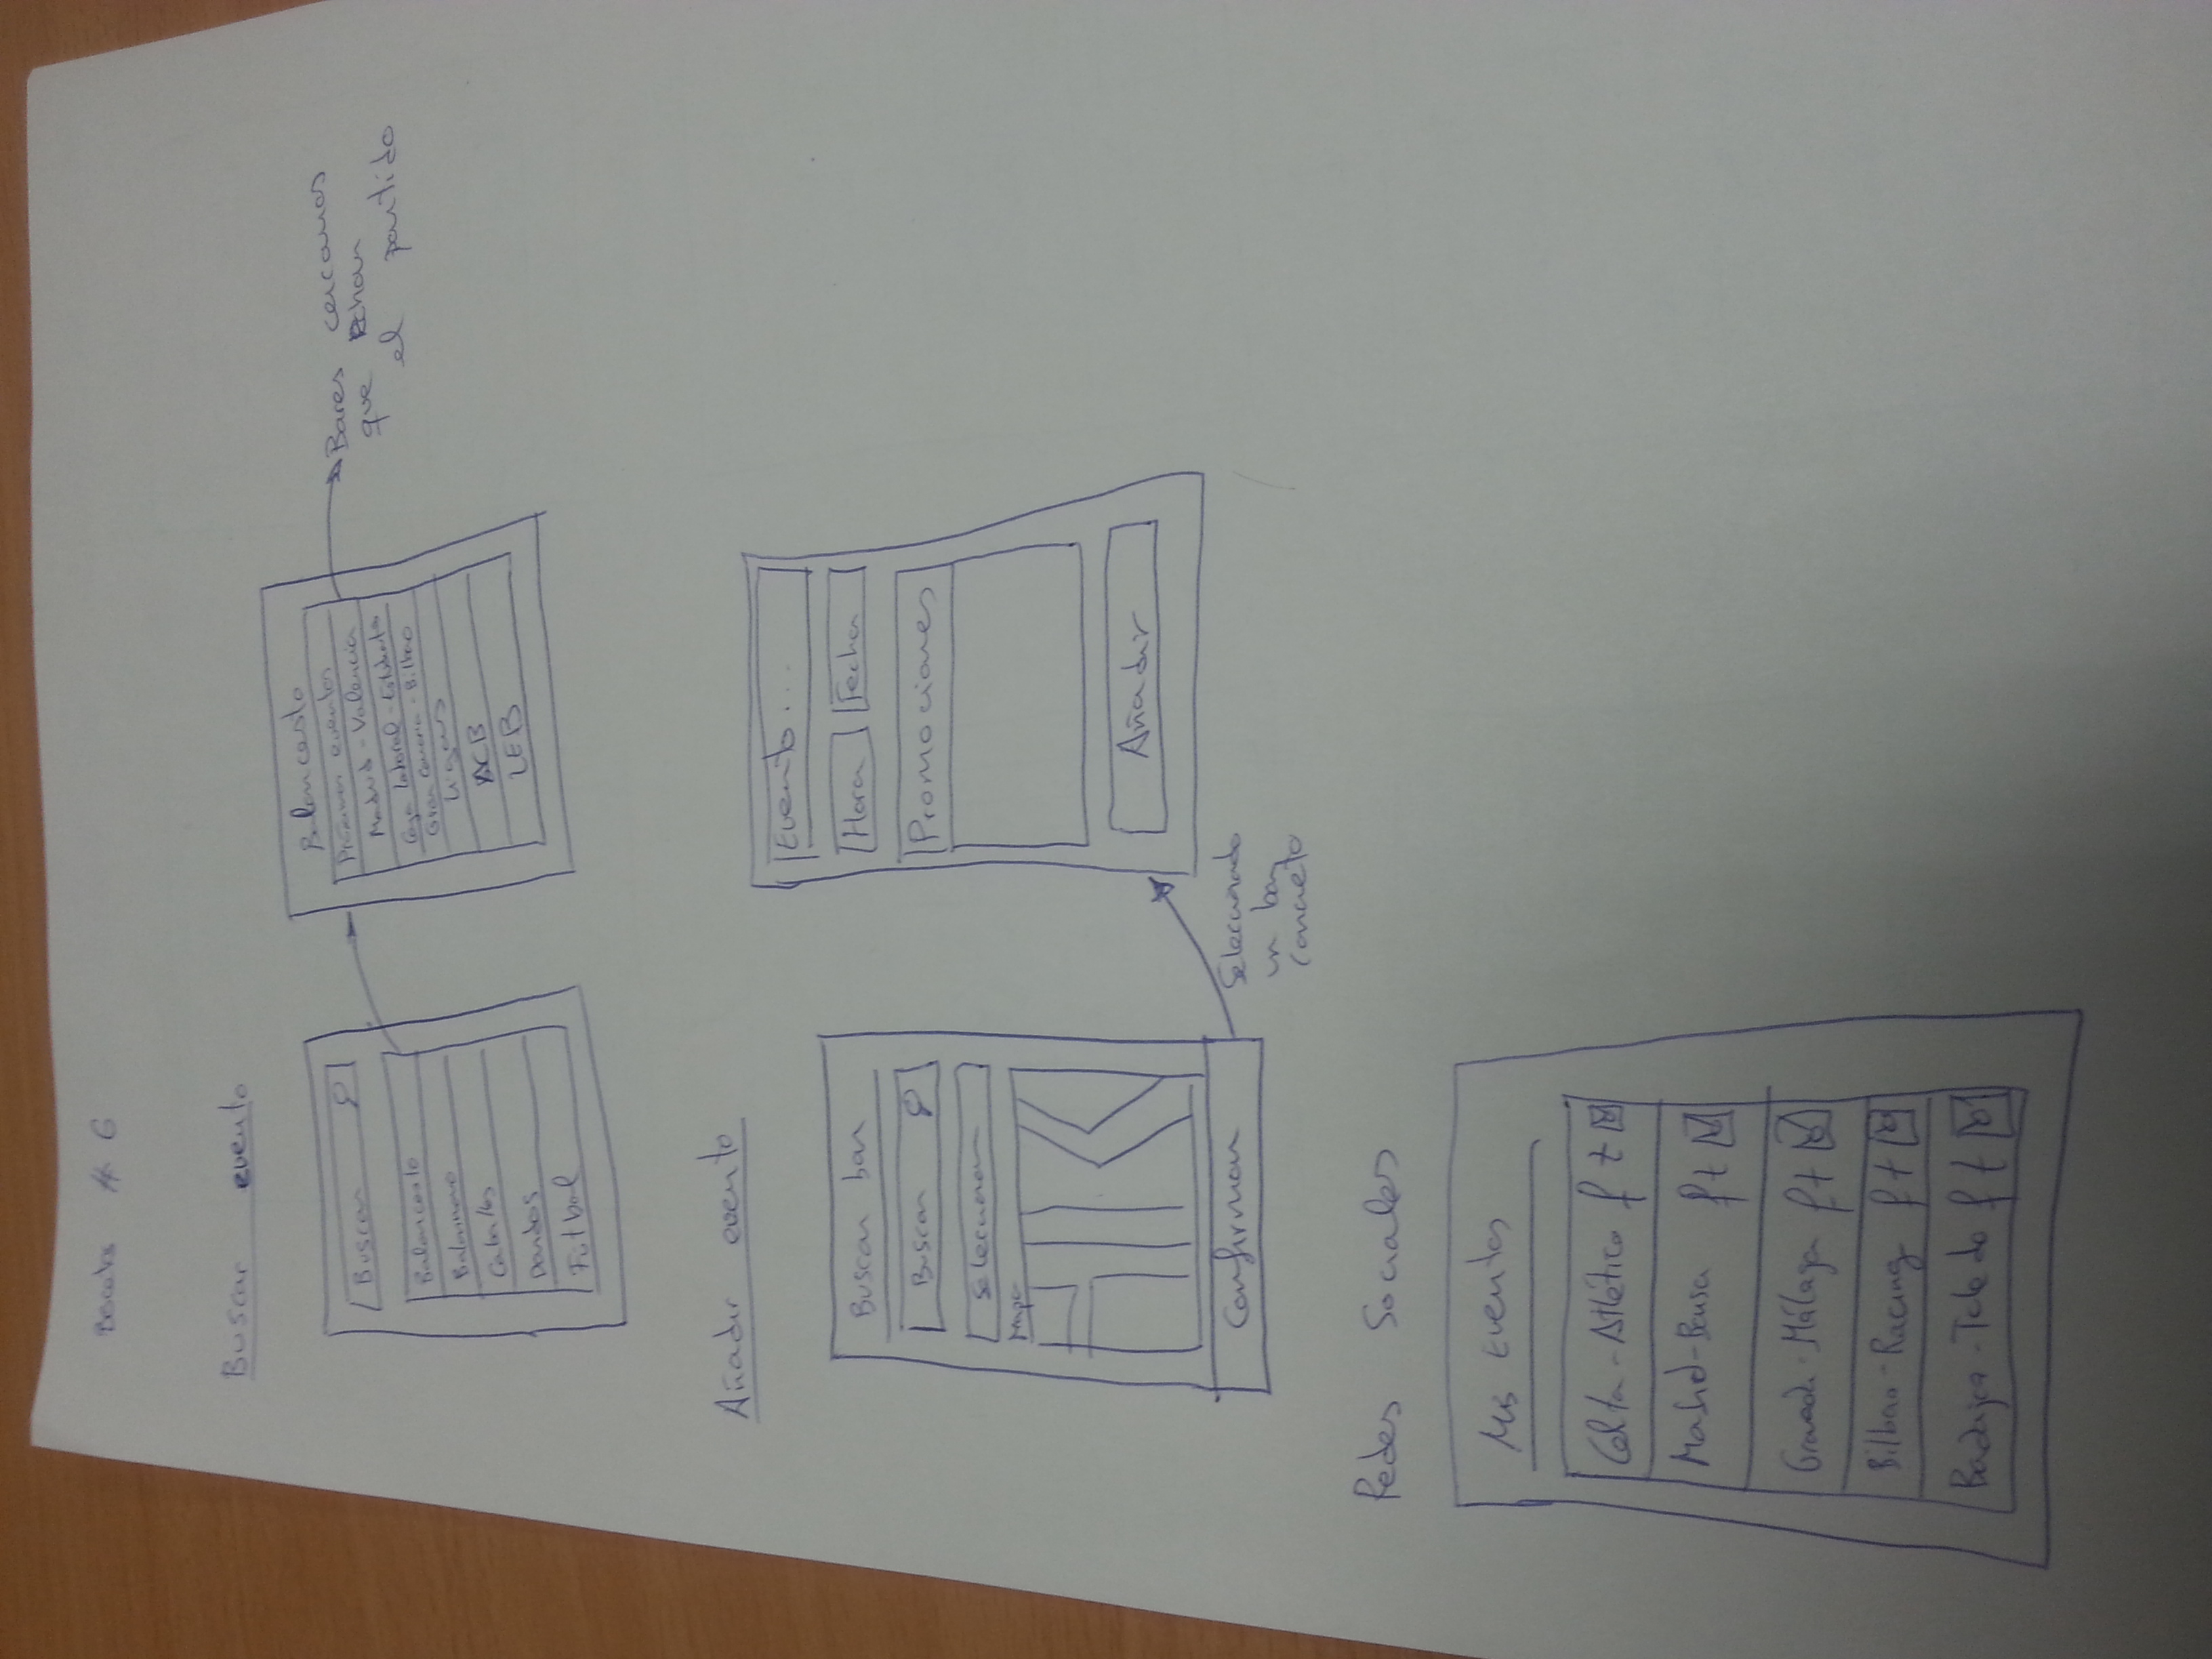 Bocetos # 6
Buscar evento
Buscar
Baloncesto
Balonmano
Caballos
Dardos
Fútbol
Baloncesto
Próximos eventos
Madrid - Valencia
Caja Laboral - Estudiantes
Gran Canaria - Bilbao
Ligas
ACB
LEB
Bares cercanos
que echan
el partido
Añadir evento
Buscar bar
Buscar
Seleccionar
Mapa
Confirmar
Seleccionado
un bar
concreto
Evento...
Hora
Fecha
Promociones
Añadir
Redes Sociales
Mis Eventos
Celta - Atlético f t
Madrid - Barsa f t
Granada - Málaga f t
Bilbao - Racing f t
Badajoz - Toledo f t